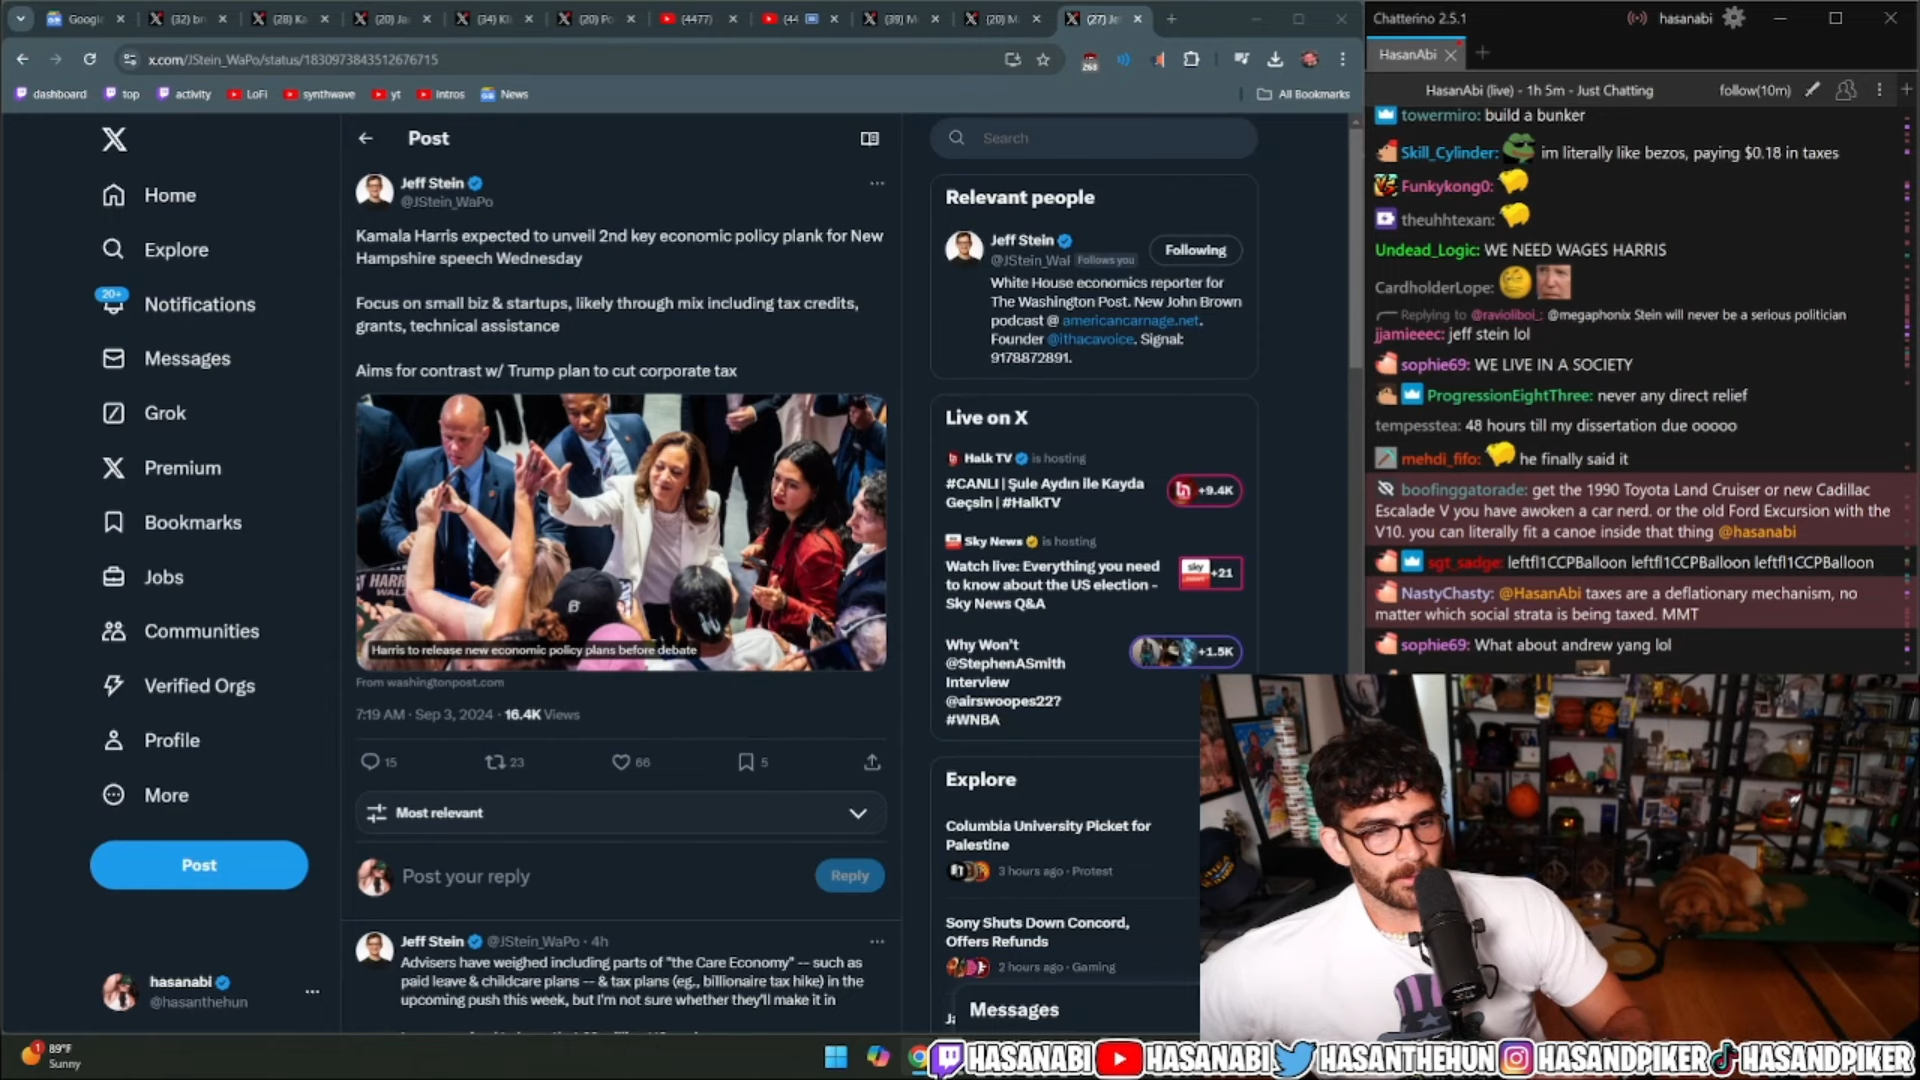 Google
(32) br
(28) Ka
(20) Ja
(34) Kl
(20) Po
(4477)
(44
(39) M
(20) M
(27) Je
x.com/JStein_WaPo/status/1830973843512676715
268
dashboard
top
activity
LoFi
synthwave
yt
Intros
News
All Bookmarks
Home
Explore
20+
Notifications
Messages
Grok
Premium
Bookmarks
Jobs
Communities
Verified Orgs
Profile
More
Post
hasanabi
@hasanthehun
Post
Jeff Stein
@JStein_WaPo
Kamala Harris expected to unveil 2nd key economic policy plank for New
Hampshire speech Wednesday
Focus on small biz & startups, likely through mix including tax credits,
grants, technical assistance
Aims for contrast w/ Trump plan to cut corporate tax
HARRIS
WALZ
Harris to release new economic policy plans before debate
From washingtonpost.com
7:19 AM · Sep 3, 2024 · 16.4K Views
15
23
66
5
Most relevant
Post your reply
Reply
Jeff Stein @JStein_WaPo · 4h
Advisers have weighed including parts of "the Care Economy" -- such as
paid leave & childcare plans -- & tax plans (eg., billionaire tax hike) in the
upcoming push this week, but I'm not sure whether they'll make it in
Search
Relevant people
Jeff Stein
@JStein_Wa Follows you
Following
White House economics reporter for
The Washington Post. New John Brown
podcast @ americancarnage.net.
Founder @ithacavoice. Signal:
9178872891.
Live on X
Halk TV is hosting
#CANLI | Şule Aydın ile Kayda
Geçsin | #HalkTV
+9.4K
Sky News is hosting
Watch live: Everything you need
to know about the US election -
Sky News Q&A
sky
+21
Why Won't
@StephenASmith
Interview
@airswoopes22?
#WNBA
+1.5K
Explore
Columbia University Picket for
Palestine
3 hours ago · Protest
Sony Shuts Down Concord,
Offers Refunds
2 hours ago · Gaming
Messages
Chatterino 2.5.1
hasanabi
HasanAbi
HasanAbi (live) - 1h 5m - Just Chatting
follow(10m)
towermiro: build a bunker
Skill_Cylinder: im literally like bezos, paying $0.18 in taxes
Funkykong0:
theuhhtexan:
Undead_Logic: WE NEED WAGES HARRIS
CardholderLope:
Replying to @ravioliboi_: @megaphonix Stein will never be a serious politician
jjamieeec: jeff stein lol
sophie69: WE LIVE IN A SOCIETY
ProgressionEightThree: never any direct relief
tempesstea: 48 hours till my dissertation due ooooo
mehdi_fifo: he finally said it
boofinggatorade: get the 1990 Toyota Land Cruiser or new Cadillac
Escalade V you have awoken a car nerd. or the old Ford Excursion with the
V10. you can literally fit a canoe inside that thing @hasanabi
sgt_sadge: leftfl1CCPBalloon leftfl1CCPBalloon leftfl1CCPBalloon
NastyChasty: @HasanAbi taxes are a deflationary mechanism, no
matter which social strata is being taxed. MMT
sophie69: What about andrew yang lol
1
89°F
Sunny
HASANABI
HASANABI
HASANTHEHUN
HASANDPIKER
HASANDPIKER